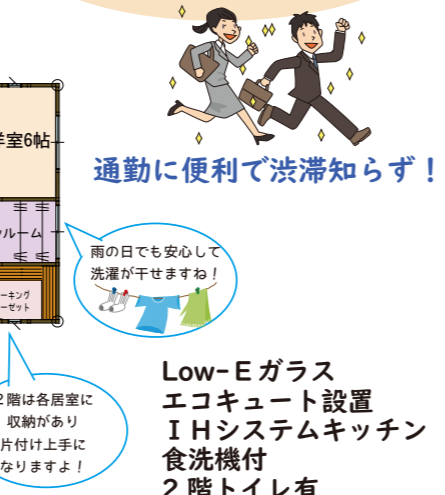 通勤に便利で渋滞知らず！
洋室6帖
ルーム
雨の日でも安心して
洗濯が干せますね！
ーキング
ーゼット
2階は各居室に
収納があり
片付け上手に
なりますよ！
Low-Eガラス
エコキュート設置
ＩＨシステムキッチン
食洗機付
2階トイレ有